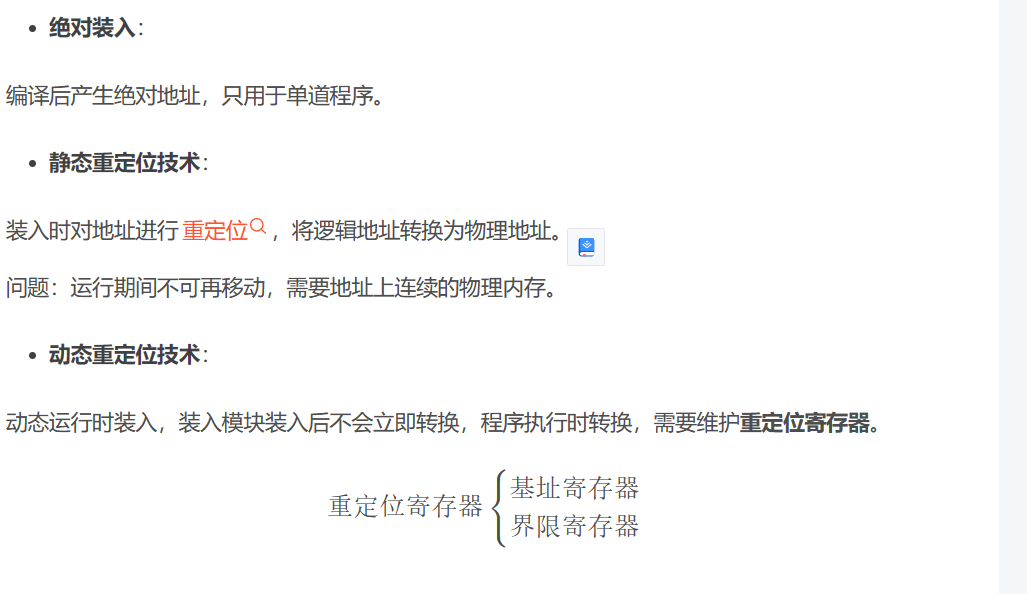 • 绝对装入：
编译后产生绝对地址，只用于单道程序。
• 静态重定位技术：
装入时对地址进行 重定位，将逻辑地址转换为物理地址。
问题：运行期间不可再移动，需要地址上连续的物理内存。
• 动态重定位技术：
动态运行时装入，装入模块装入后不会立即转换，程序执行时转换，需要维护重定位寄存器。
重定位寄存器 { 基址寄存器
界限寄存器